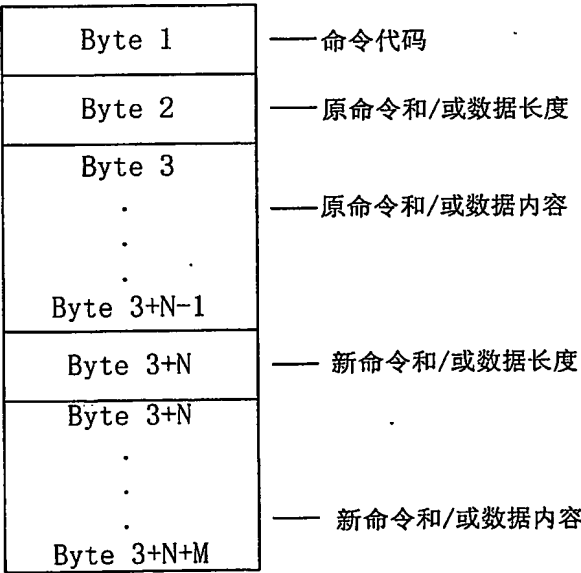 Byte 1 ——命令代码
Byte 2 ——原命令和/或数据长度
Byte 3
——原命令和/或数据内容
.
.
.
Byte 3+N-1
Byte 3+N —— 新命令和/或数据长度
Byte 3+N
.
.
.
—— 新命令和/或数据内容
Byte 3+N+M